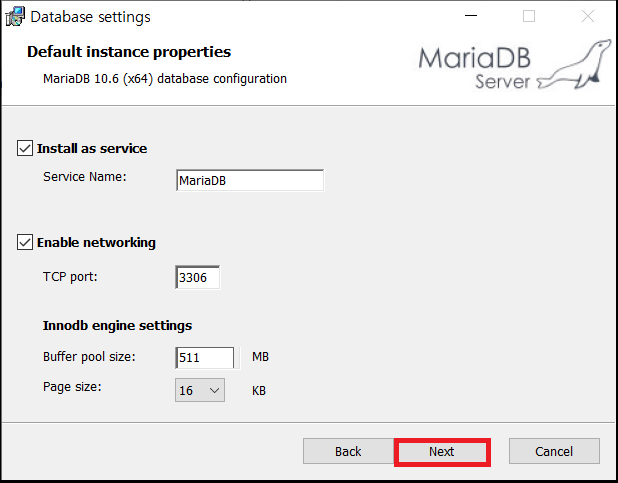 Database settings
Default instance properties
MariaDB 10.6 (x64) database configuration
MariaDB
Server
Install as service
Service Name: MariaDB
Enable networking
TCP port: 3306
Innodb engine settings
Buffer pool size: 511 MB
Page size: 16 KB
Back Next Cancel